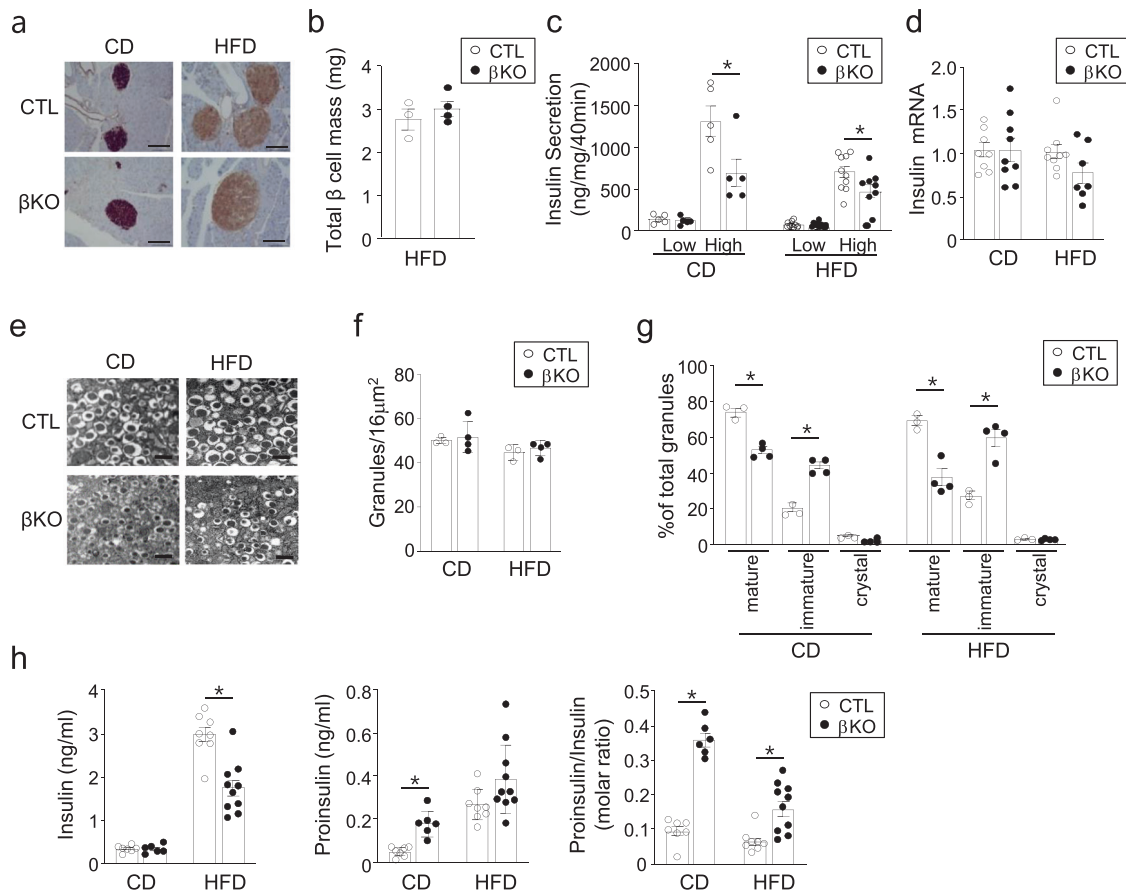 a
CD
HFD
CTL
βKO
b
CTL
βKO
Total β cell mass (mg)
4
3
2
1
0
HFD
c
CTL
βKO
Insulin Secretion
(ng/mg/40min)
2000
1500
1000
500
0
*
*
Low High
Low High
CD
HFD
d
CTL
βKO
Insulin mRNA
2.0
1.5
1.0
0.5
0
CD
HFD
e
CD
HFD
CTL
βKO
f
CTL
βKO
Granules/16μm2
80
60
40
20
0
CD
HFD
g
CTL
βKO
%of total granules
100
80
60
40
20
0
*
*
*
*
mature
immature
crystal
mature
immature
crystal
CD
HFD
h
Insulin (ng/ml)
4
3
2
1
0
*
CD
HFD
Proinsulin (ng/ml)
0.8
0.6
0.4
0.2
0
*
CD
HFD
Proinsulin/Insulin
(molar ratio)
0.5
0.4
0.3
0.2
0.1
0
*
*
CD
HFD
CTL
βKO